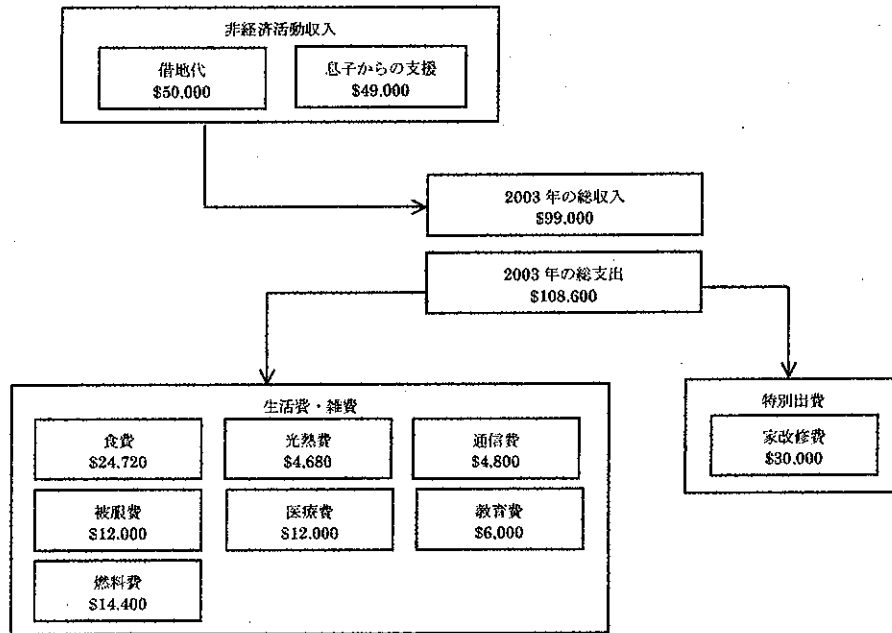 非経済活動収入
借地代
$50,000
息子からの支援
$49,000
2003 年の総収入
$99,000
2003 年の総支出
$108,600
生活費・雑費
食費
$24,720
光熱費
$4,680
通信費
$4,800
被服費
$12,000
医療費
$12,000
教育費
$6,000
燃料費
$14,400
特別出費
家改修費
$30,000